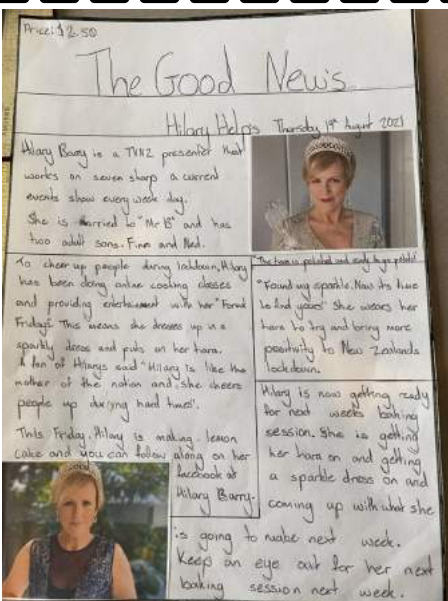 Price: $2.50
The Good News
Hilary Helps Thursday 19th August 2021
Hilary Barry is a TVNZ presenter that
works on seven sharp a current
events show every week day.
She is married to "Mr B" and has
two adult sons. Finn and Ned.
To cheer up people during lockdown, Hilary
has been doing online cooking classes
and providing entertainment with her "Formal
Fridays". This means she dresses up in a
sparkly dress and puts on her tiara.
A fan of Hilarys said "Hilary is like the
mother of the nation and she cheers
people up during hard times".
This Friday, Hilary is making lemon
cake and you can follow along on her
facebook at
Hilary Barry.
"The tiara is polished and ready to go
"Found my sparkle. Now its time
to find yours" She wears her
tiara to try and bring more
positivity to New Zealands
lockdown.
Hilary is now getting ready
for next weeks baking
session. She is getting
her tiara on and getting
a sparkle dress on and
coming up with what she
is going to make next week.
Keep an eye out for her next
baking session next week.